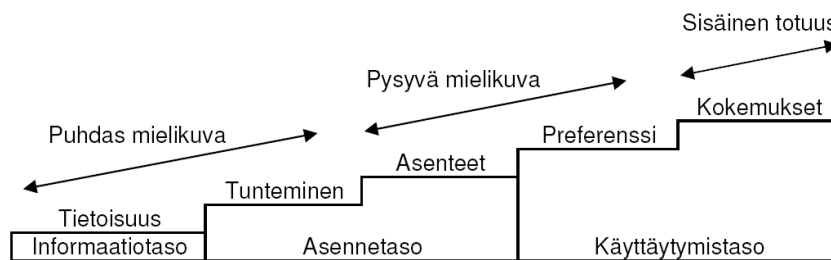 Sisäinen totuus
Pysyvä mielikuva
Puhdas mielikuva
Kokemukset
Preferenssi
Asenteet
Tunteminen
Tietoisuus
Informaatiotaso
Asennetaso
Käyttäytymistaso